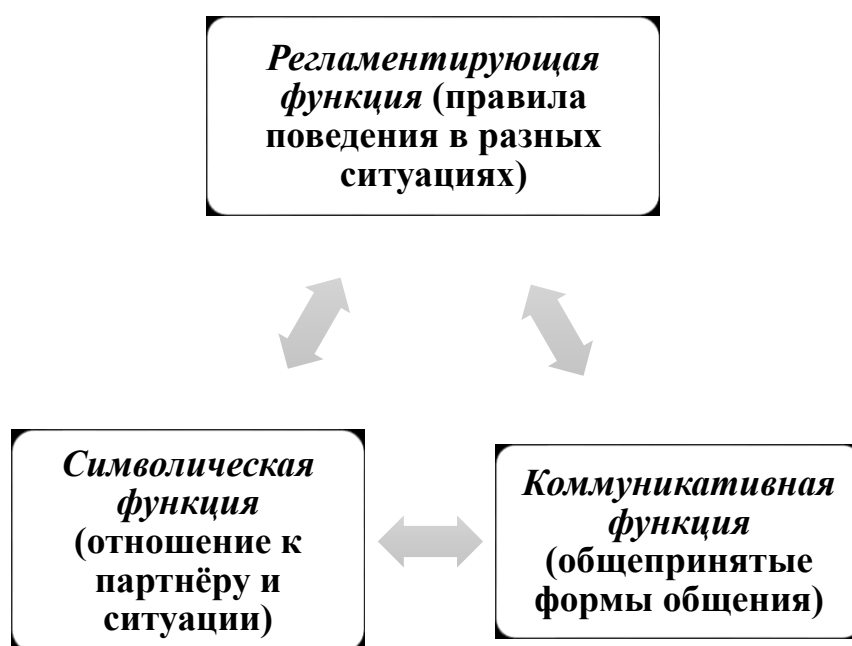 Регламентирующая
функция (правила
поведения в разных
ситуациях)
Символическая
функция
(отношение к
партнёру и
ситуации)
Коммуникативная
функция
(общепринятые
формы общения)